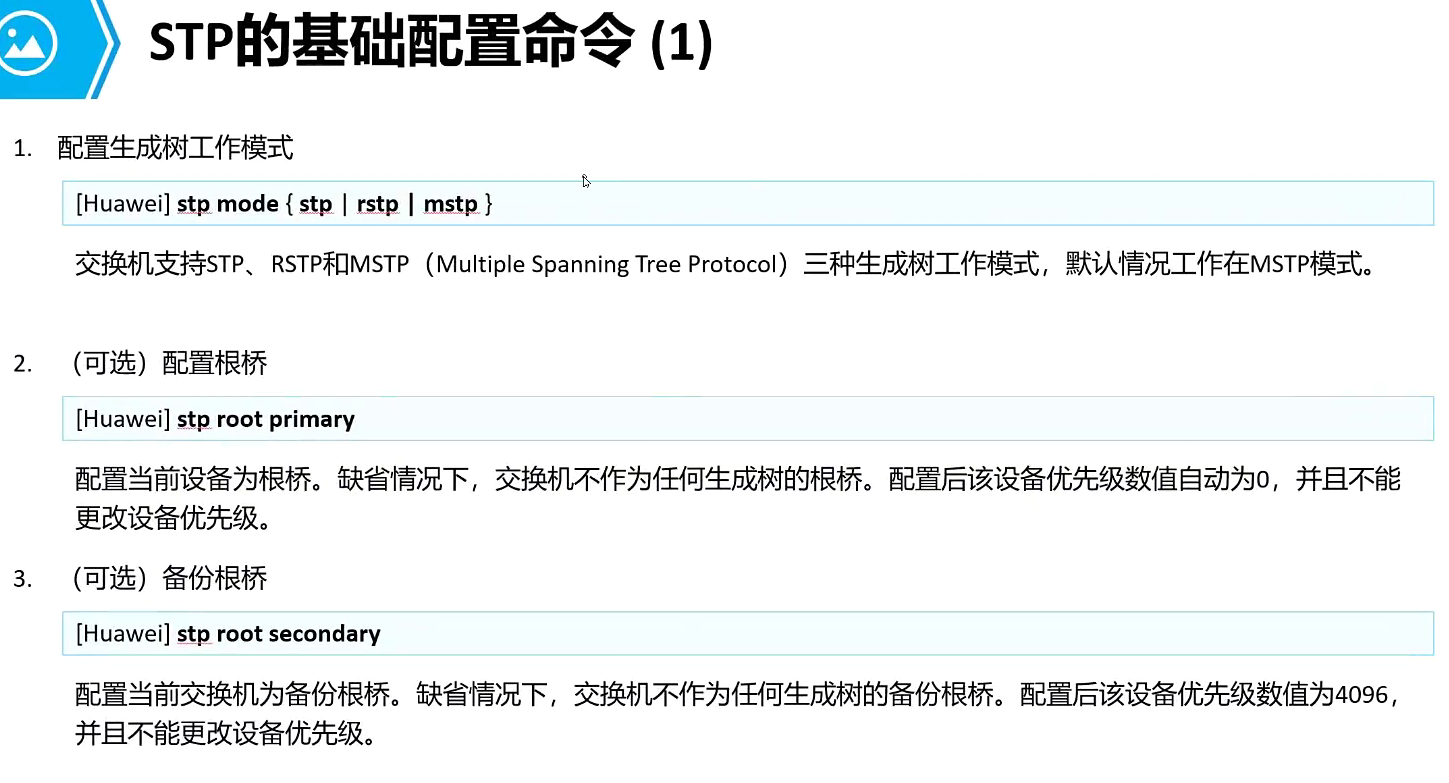 STP的基础配置命令 (1)
1. 配置生成树工作模式
[Huawei] stp mode { stp | rstp | mstp }
交换机支持STP、RSTP和MSTP（Multiple Spanning Tree Protocol）三种生成树工作模式，默认情况工作在MSTP模式。
2. （可选）配置根桥
[Huawei] stp root primary
配置当前设备为根桥。缺省情况下，交换机不作为任何生成树的根桥。配置后该设备优先级数值自动为0，并且不能
更改设备优先级。
3. （可选）备份根桥
[Huawei] stp root secondary
配置当前交换机为备份根桥。缺省情况下，交换机不作为任何生成树的备份根桥。配置后该设备优先级数值为4096，
并且不能更改设备优先级。